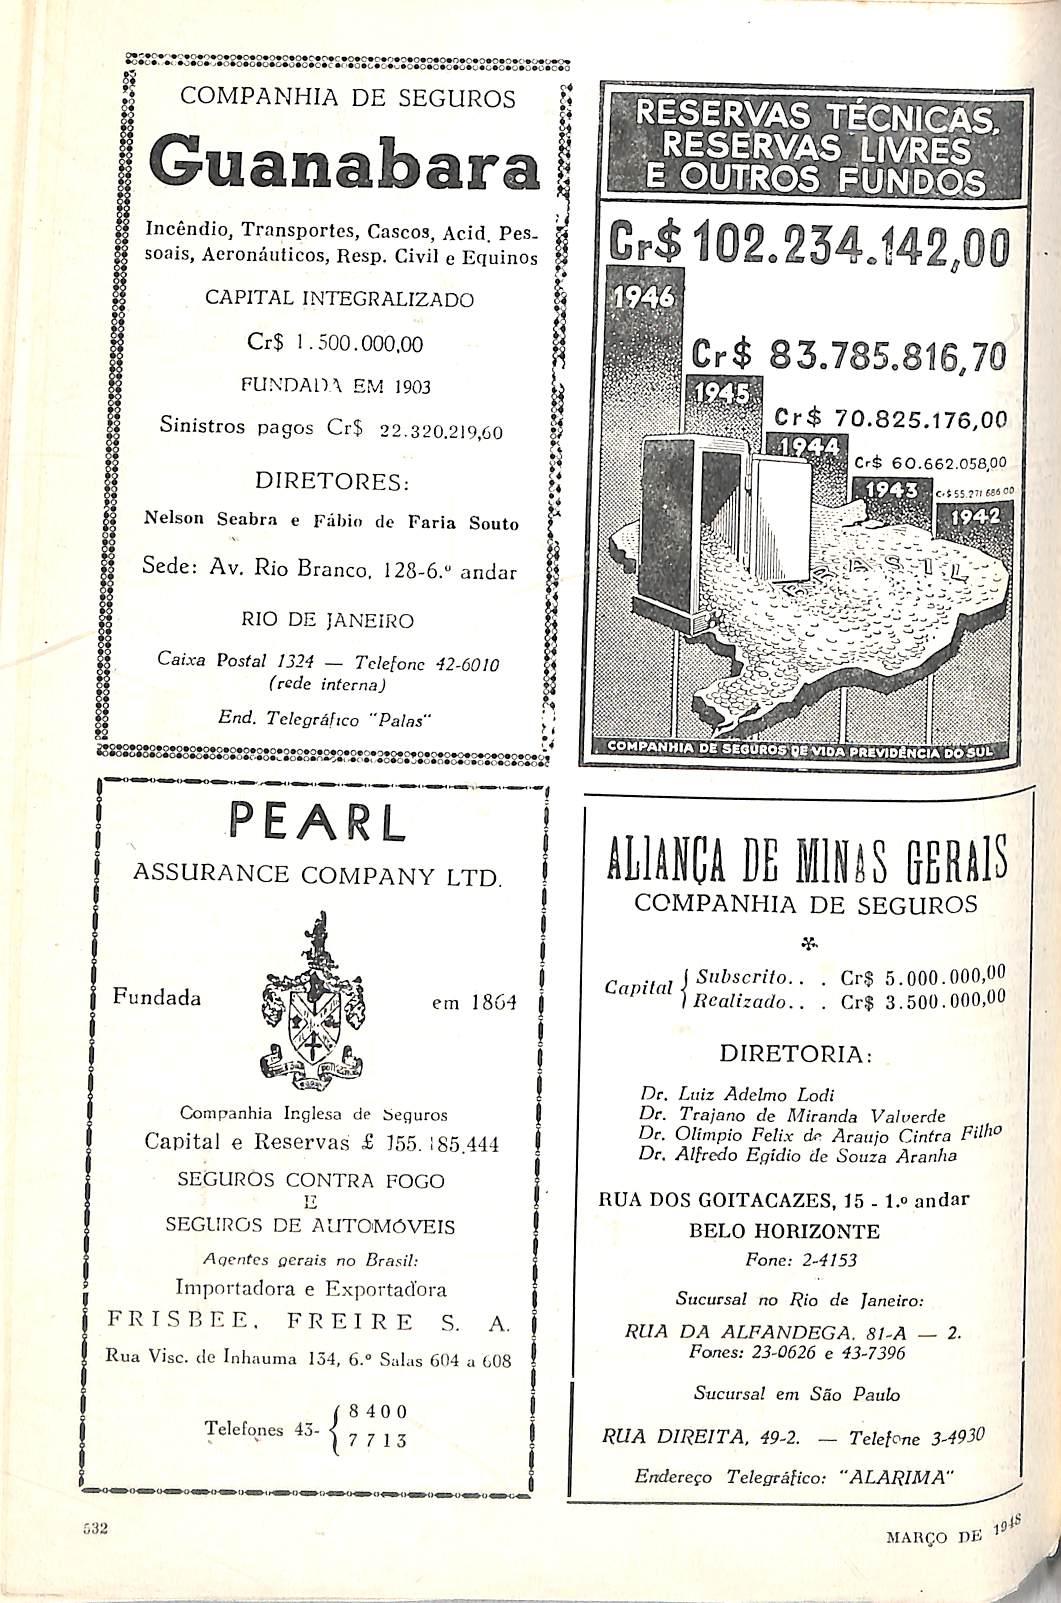 COMPANHIA DE SEGUROS
Guanabara
Incêndio, Transportes, Cascos, Acid. Pes-
soais, Aeronáuticos, Resp. Civil e Equinos
CAPITAL INTEGRALIZADO
Cr$ 1.500.000,00
FUNDADA EM 1903
Sinistros pagos Cr$ 22.320.219,60
DIRETORES:
Nelson Seabra e Fábio de Faria Souto
Sede: Av. Rio Branco, 128-6.º andar
RIO DE JANEIRO
Caixa Postal 1324 — Telefone 42-6010
(rede interna)
End. Telegráfico "Palas"
RESERVAS TÉCNICAS,
RESERVAS LIVRES
E OUTROS FUNDOS
Cr$ 102.234.142,00
1946
Cr$ 83.785.816,70
1945
Cr$ 70.825.176,00
1944
Cr$ 60.662.058,00
1943
Cr$ 55.271.686,00
1942
BRASIL
COMPANHIA DE SEGUROS DE VIDA PREVIDÊNCIA DO SUL
PEARL
ASSURANCE COMPANY LTD.
Fundada em 1864
Companhia Inglesa de Seguros
Capital e Reservas £ 155.185.444
SEGUROS CONTRA FOGO
E
SEGUROS DE AUTOMÓVEIS
Agentes gerais no Brasil:
Importadora e Exportadora
FRISBEE, FREIRE S. A.
Rua Visc. de Inhauma 134, 6.º Salas 604 a 608
Telefones 43- { 8400
7713
ALIANÇA DE MINAS GERAIS
COMPANHIA DE SEGUROS
Capital { Subscrito.. . Cr$ 5.000.000,00
Realizado.. . Cr$ 3.500.000,00
DIRETORIA:
Dr. Luiz Adelmo Lodi
Dr. Trajano de Miranda Valverde
Dr. Olimpio Felix de Araujo Cintra Filho
Dr. Alfredo Egídio de Souza Aranha
RUA DOS GOITACAZES, 15 - 1.º andar
BELO HORIZONTE
Fone: 2-4153
Sucursal no Rio de Janeiro:
RUA DA ALFANDEGA, 81-A — 2.
Fones: 23-0626 e 43-7396
Sucursal em São Paulo
RUA DIREITA, 49-2. — Telefone 3-4930
Endereço Telegráfico: "ALARIMA"
532
MARÇO DE 1948